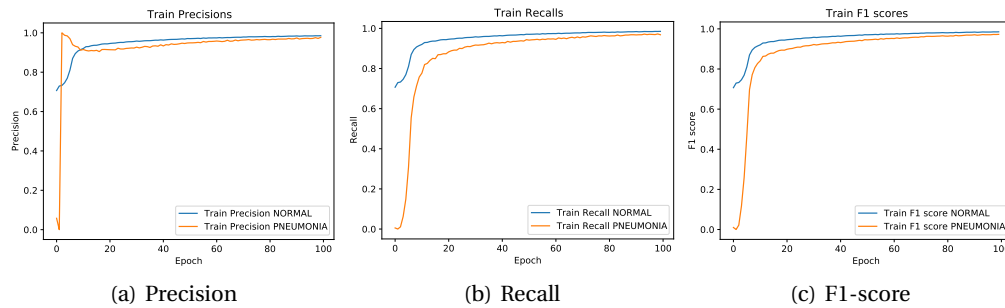 Train Precisions
1.0
0.8
0.6
0.4
0.2
0.0
Precision
0
20
40
60
80
100
Epoch
Train Precision NORMAL
Train Precision PNEUMONIA
(a) Precision
Train Recalls
1.0
0.8
0.6
0.4
0.2
0.0
Recall
0
20
40
60
80
100
Epoch
Train Recall NORMAL
Train Recall PNEUMONIA
(b) Recall
Train F1 scores
1.0
0.8
0.6
0.4
0.2
0.0
F1 score
0
20
40
60
80
100
Epoch
Train F1 score NORMAL
Train F1 score PNEUMONIA
(c) F1-score